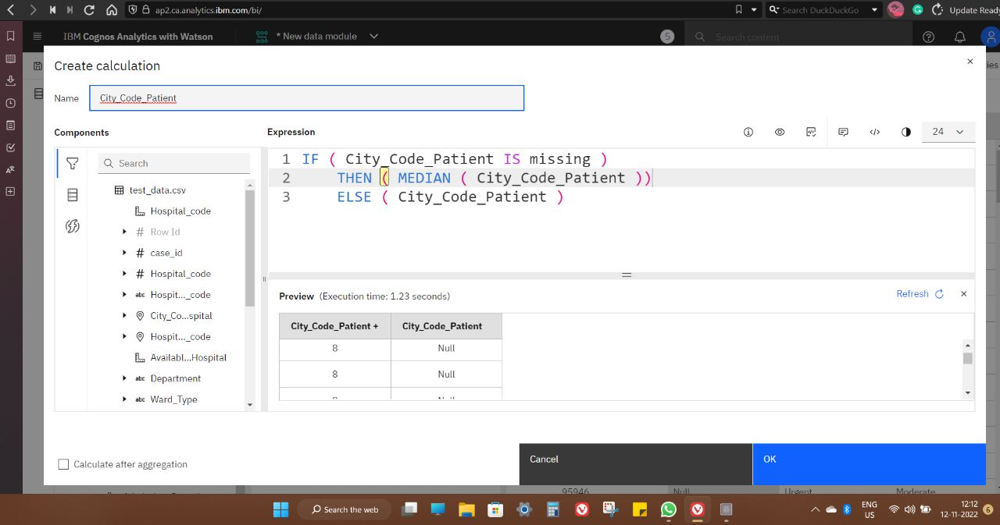 ap2.ca.analytics.ibm.com/bi/
Search DuckDuckGo
Update Ready
IBM Cognos Analytics with Watson
* New data module
5
Search content
Create calculation
Name
City_Code_Patient
Components
Expression
24
Search
test_data.csv
Hospital_code
Row Id
case_id
Hospital_code
Hospit..._code
City_Co...spital
Hospit..._code
Availabl...Hospital
Department
Ward_Type
abc
abc
abc
1 IF ( City_Code_Patient IS missing )
2 THEN ( MEDIAN ( City_Code_Patient ))
3 ELSE ( City_Code_Patient )
Preview (Execution time: 1.23 seconds)
Refresh
City_Code_Patient + City_Code_Patient
8 Null
8 Null
Calculate after aggregation
Cancel
OK
95946 Null Urgent Moderate
Search the web
ENG
US
12:12
12-11-2022
6